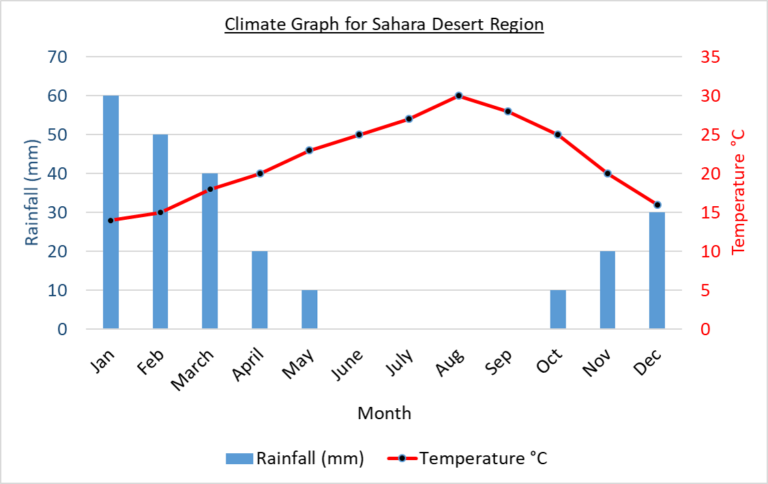 Climate Graph for Sahara Desert Region
70
60
50
40
30
20
10
0
Rainfall (mm)
35
30
25
20
15
10
5
0
Temperature °C
Jan
Feb
March
April
May
June
July
Aug
Sep
Oct
Nov
Dec
Month
Rainfall (mm)
Temperature °C